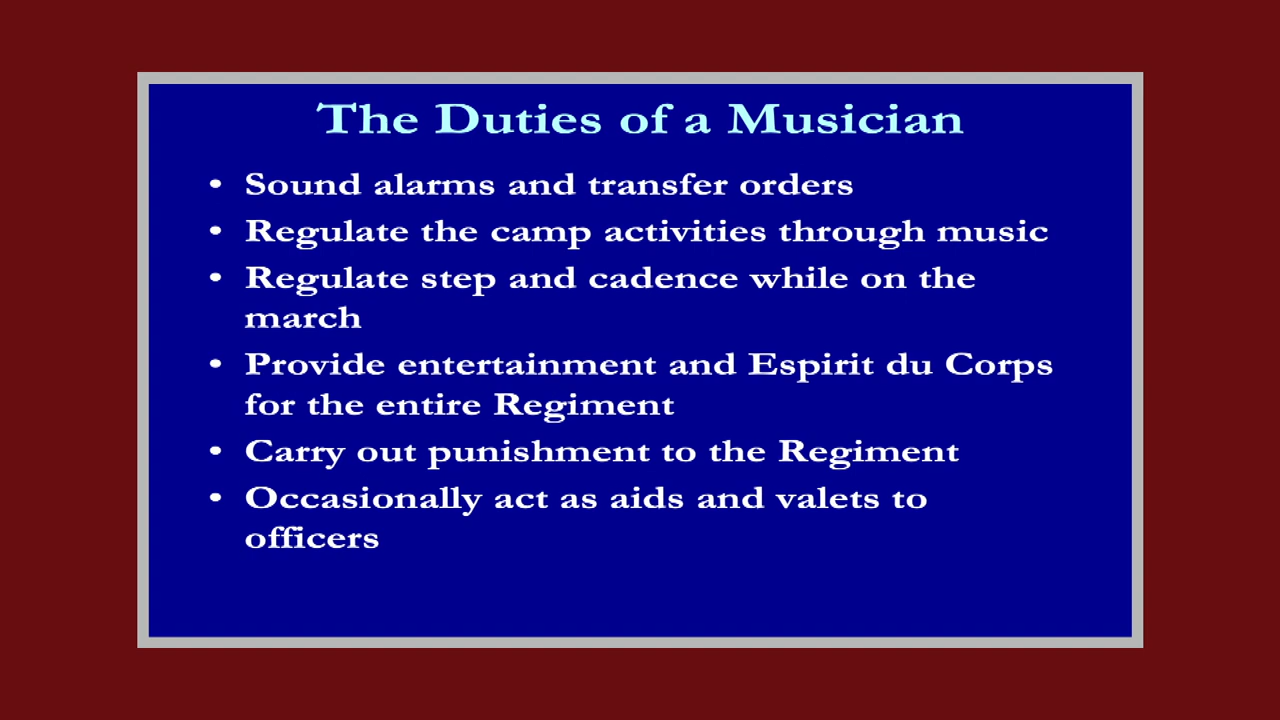 The Duties of a Musician
• Sound alarms and transfer orders
• Regulate the camp activities through music
• Regulate step and cadence while on the
march
• Provide entertainment and Espirit du Corps
for the entire Regiment
• Carry out punishment to the Regiment
• Occasionally act as aids and valets to
officers